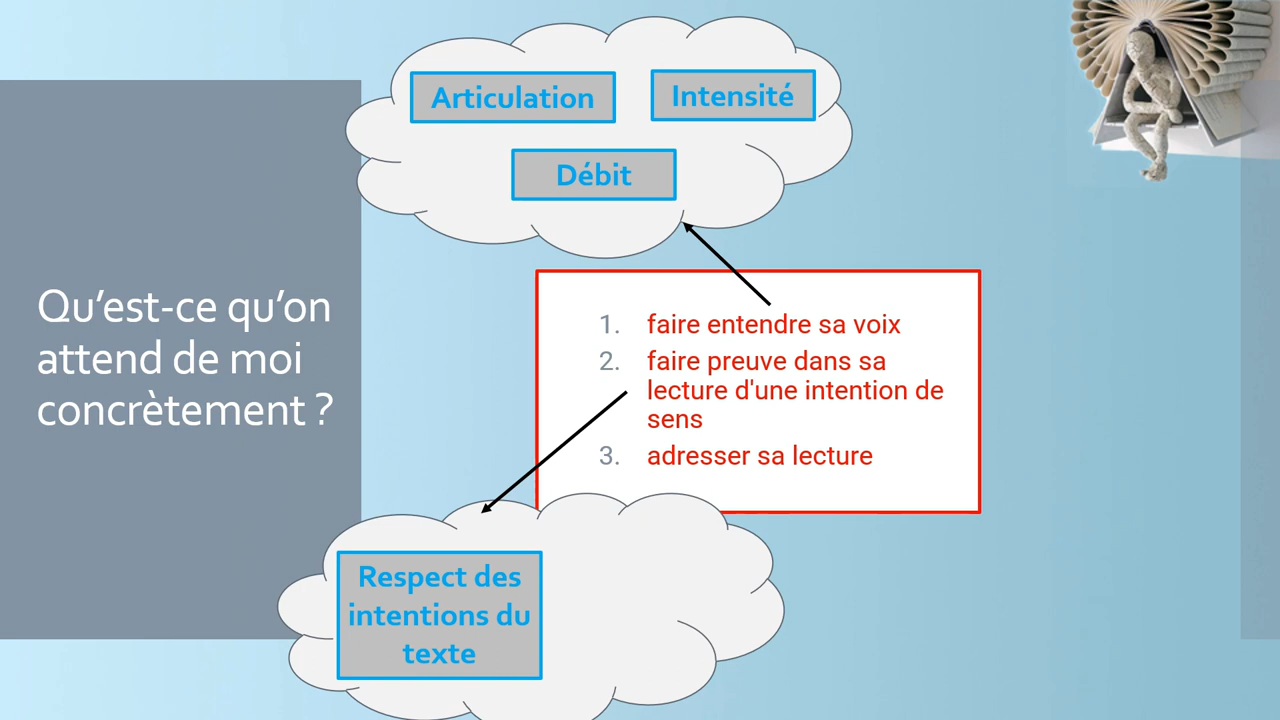 Articulation
Intensité
Débit
Qu’est-ce qu’on
attend de moi
concrètement ?
1. faire entendre sa voix
2. faire preuve dans sa
lecture d'une intention de
sens
3. adresser sa lecture
Respect des
intentions du
texte